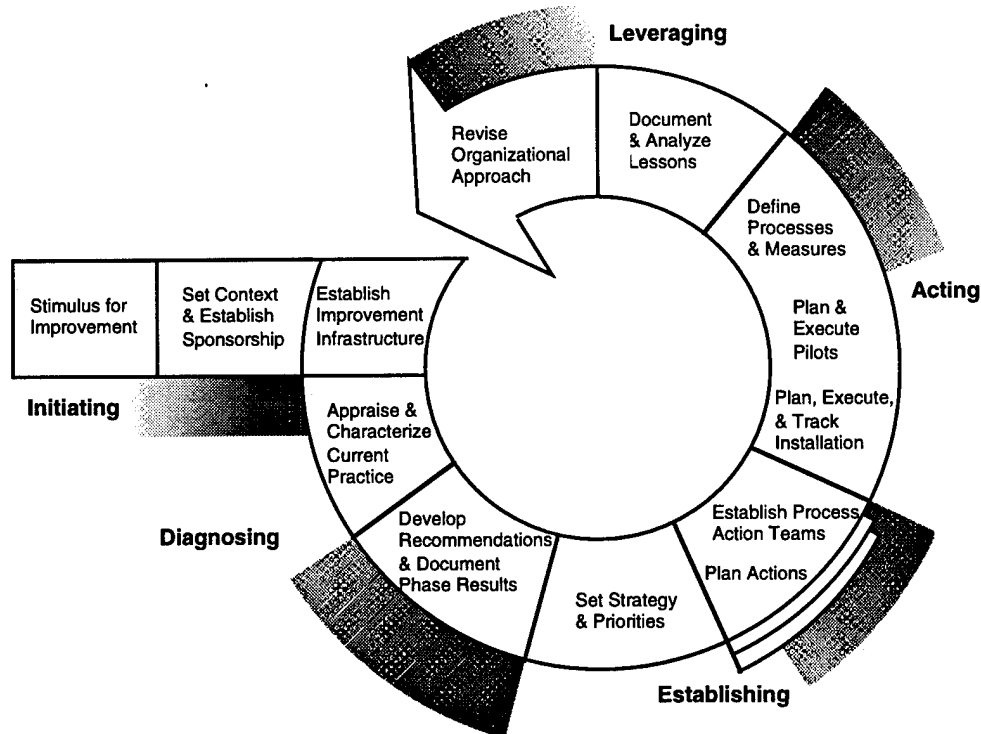 Leveraging
Revise
Organizational
Approach
Document
& Analyze
Lessons
Define
Processes
& Measures
Acting
Plan &
Execute
Pilots
Plan, Execute,
& Track
Installation
Stimulus for
Improvement
Set Context
& Establish
Sponsorship
Establish
Improvement
Infrastructure
Initiating
Appraise &
Characterize
Current
Practice
Diagnosing
Develop
Recommendations
& Document
Phase Results
Set Strategy
& Priorities
Establish Process
Action Teams
Plan Actions
Establishing